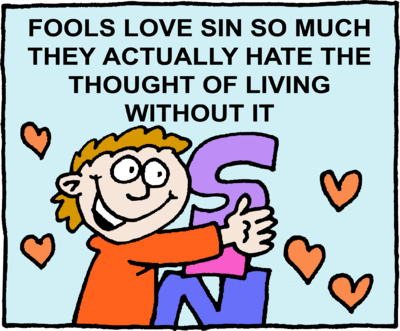 FOOLS LOVE SIN SO MUCH
THEY ACTUALLY HATE THE
THOUGHT OF LIVING
WITHOUT IT
S
I
N